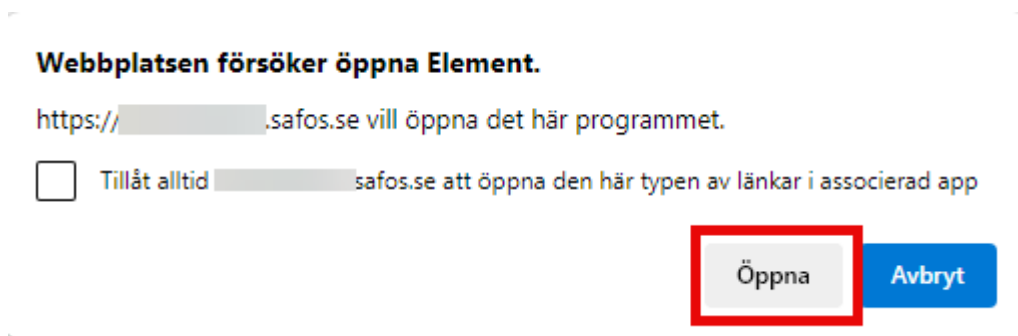 Webbplatsen försöker öppna Element.
https:// .safos.se vill öppna det här programmet.
Tillåt alltid safos.se att öppna den här typen av länkar i associerad app
Öppna Avbryt